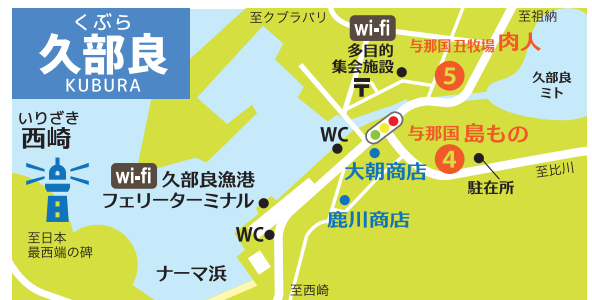 くぶら
久部良
KUBURA
至クブラバリ
至祖納
wi-fi
多目的
集会施設
与那国丑牧場 肉人
5
久部良
ミト
いりざき
西崎
WC
与那国 島もの
4
大朝商店
駐在所
至比川
wi-fi 久部良漁港
フェリーターミナル
鹿川商店
WC
至日本
最西端の碑
ナーマ浜
至西崎